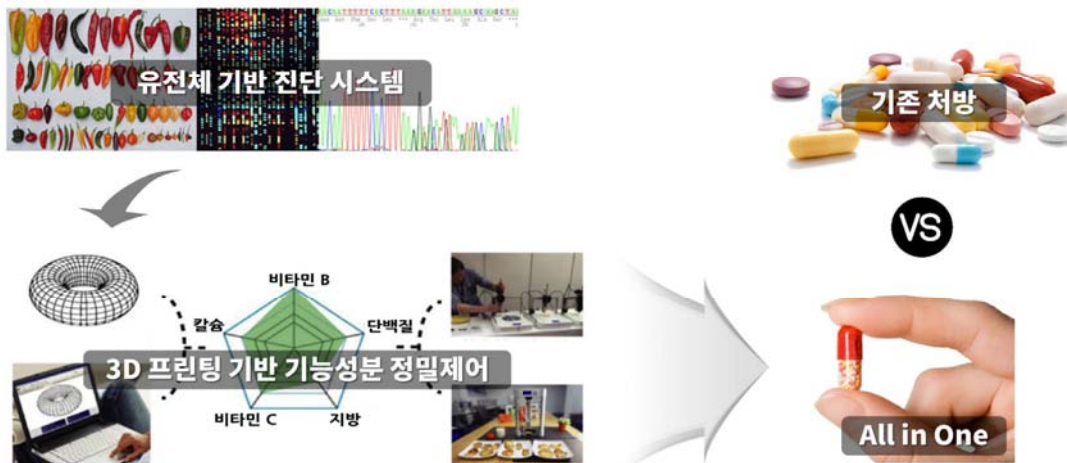 유전체 기반 진단 시스템
기존 처방
VS
비타민 B
칼슘
단백질
3D 프린팅 기반 기능성분 정밀제어
비타민 C
지방
All in One